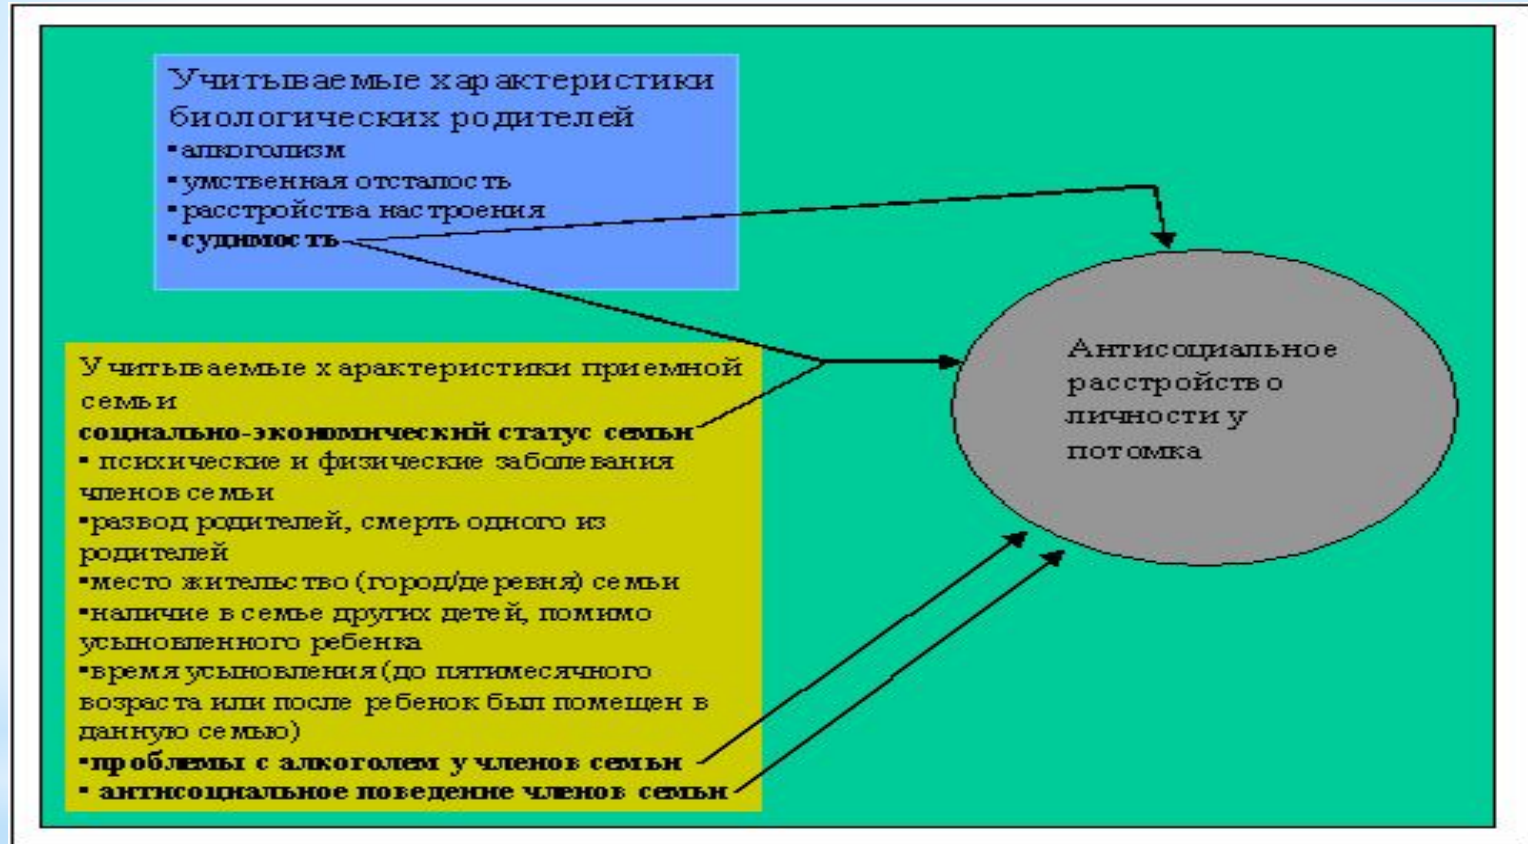 Учитываемые характеристики
биологических родителей
▪алкоголизм
▪умственная отсталость
▪расстройства настроения
▪судимость
Учитываемые характеристики приемной
семьи
социально-экономический статус семьи
▪ психические и физические заболевания
членов семьи
▪развод родителей, смерть одного из
родителей
▪место жительство (город/деревня) семьи
▪наличие в семье других детей, помимо
усыновленного ребенка
▪время усыновления (до пятимесячного
возраста или после ребенок был помещен в
данную семью)
▪проблемы с алкоголем у членов семьи
▪ антисоциальное поведение членов семьи
Антисоциальное
расстройство
личности у
потомка